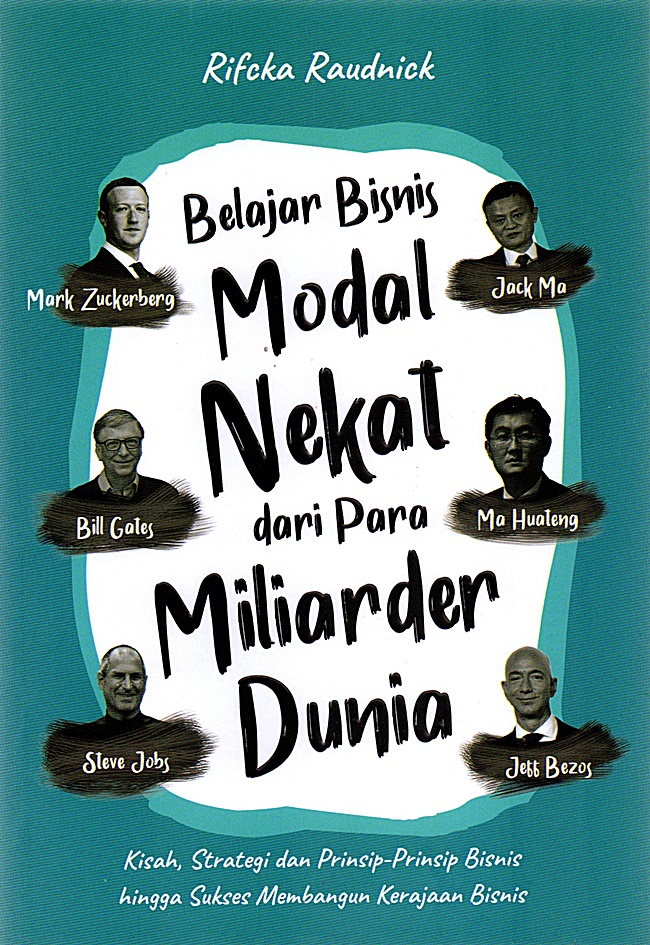 Rifcka Raudnick
Belajar Bisnis
Modal
Nekat
dari Para
Miliarder
Dunia
Mark Zuckerberg
Jack Ma
Bill Gates
Ma Huateng
Steve Jobs
Jeff Bezos
Kisah, Strategi dan Prinsip-Prinsip Bisnis
hingga Sukses Membangun Kerajaan Bisnis